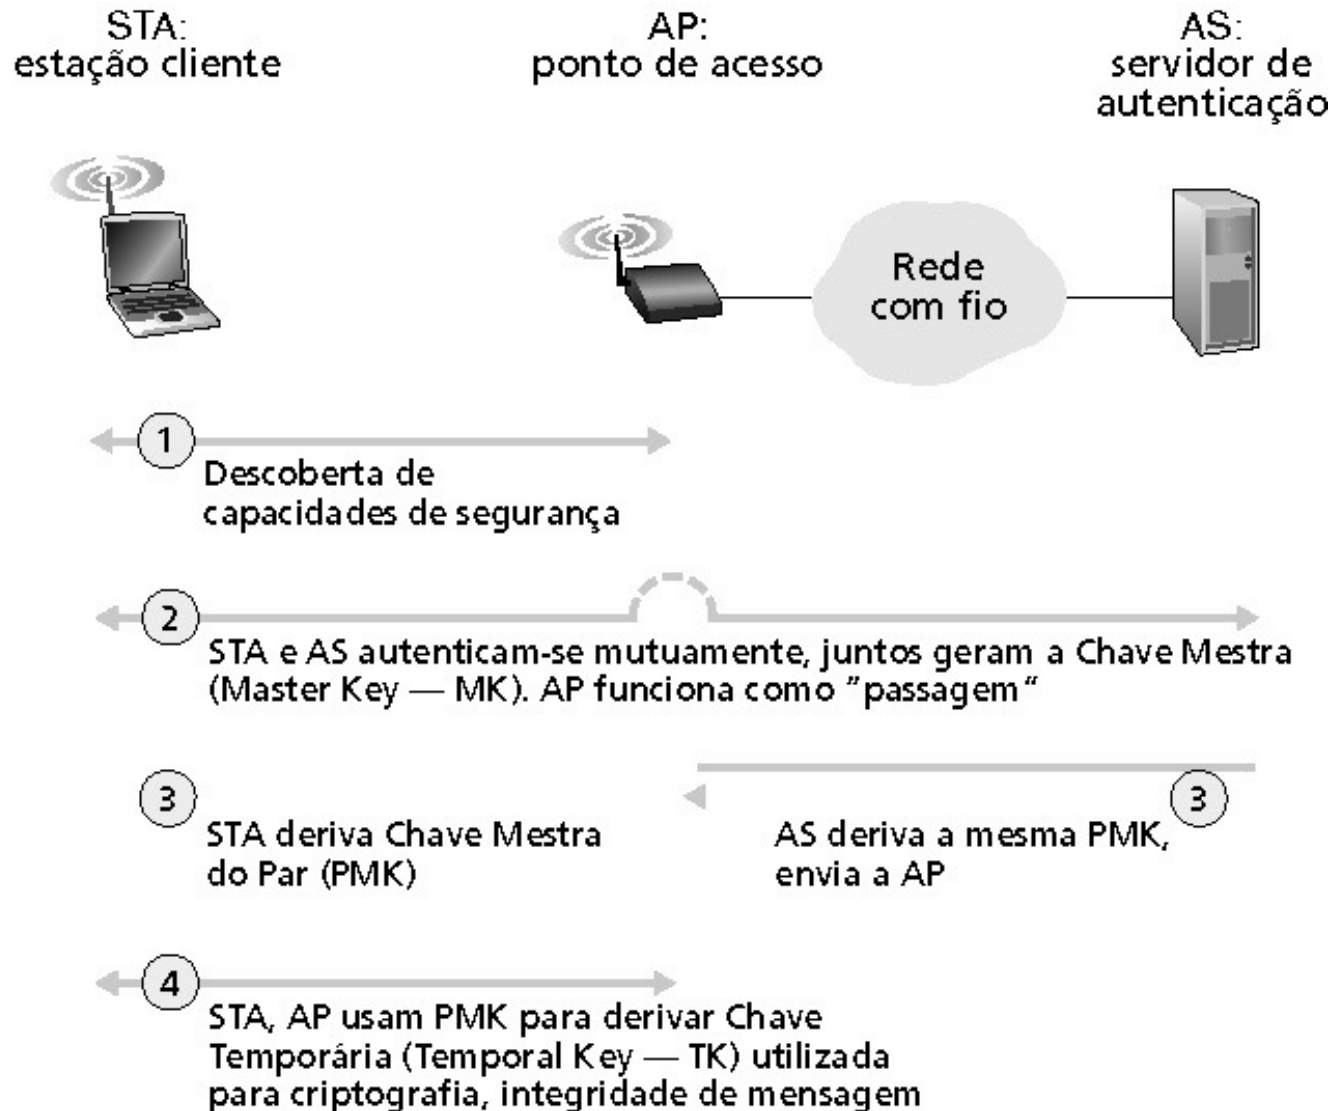 STA:
estação cliente
AP:
ponto de acesso
AS:
servidor de
autenticação
Rede
com fio
1
Descoberta de
capacidades de segurança
2
STA e AS autenticam-se mutuamente, juntos geram a Chave Mestra
(Master Key — MK). AP funciona como "passagem"
3
STA deriva Chave Mestra
do Par (PMK)
3
AS deriva a mesma PMK,
envia a AP
4
STA, AP usam PMK para derivar Chave
Temporária (Temporal Key — TK) utilizada
para criptografia, integridade de mensagem